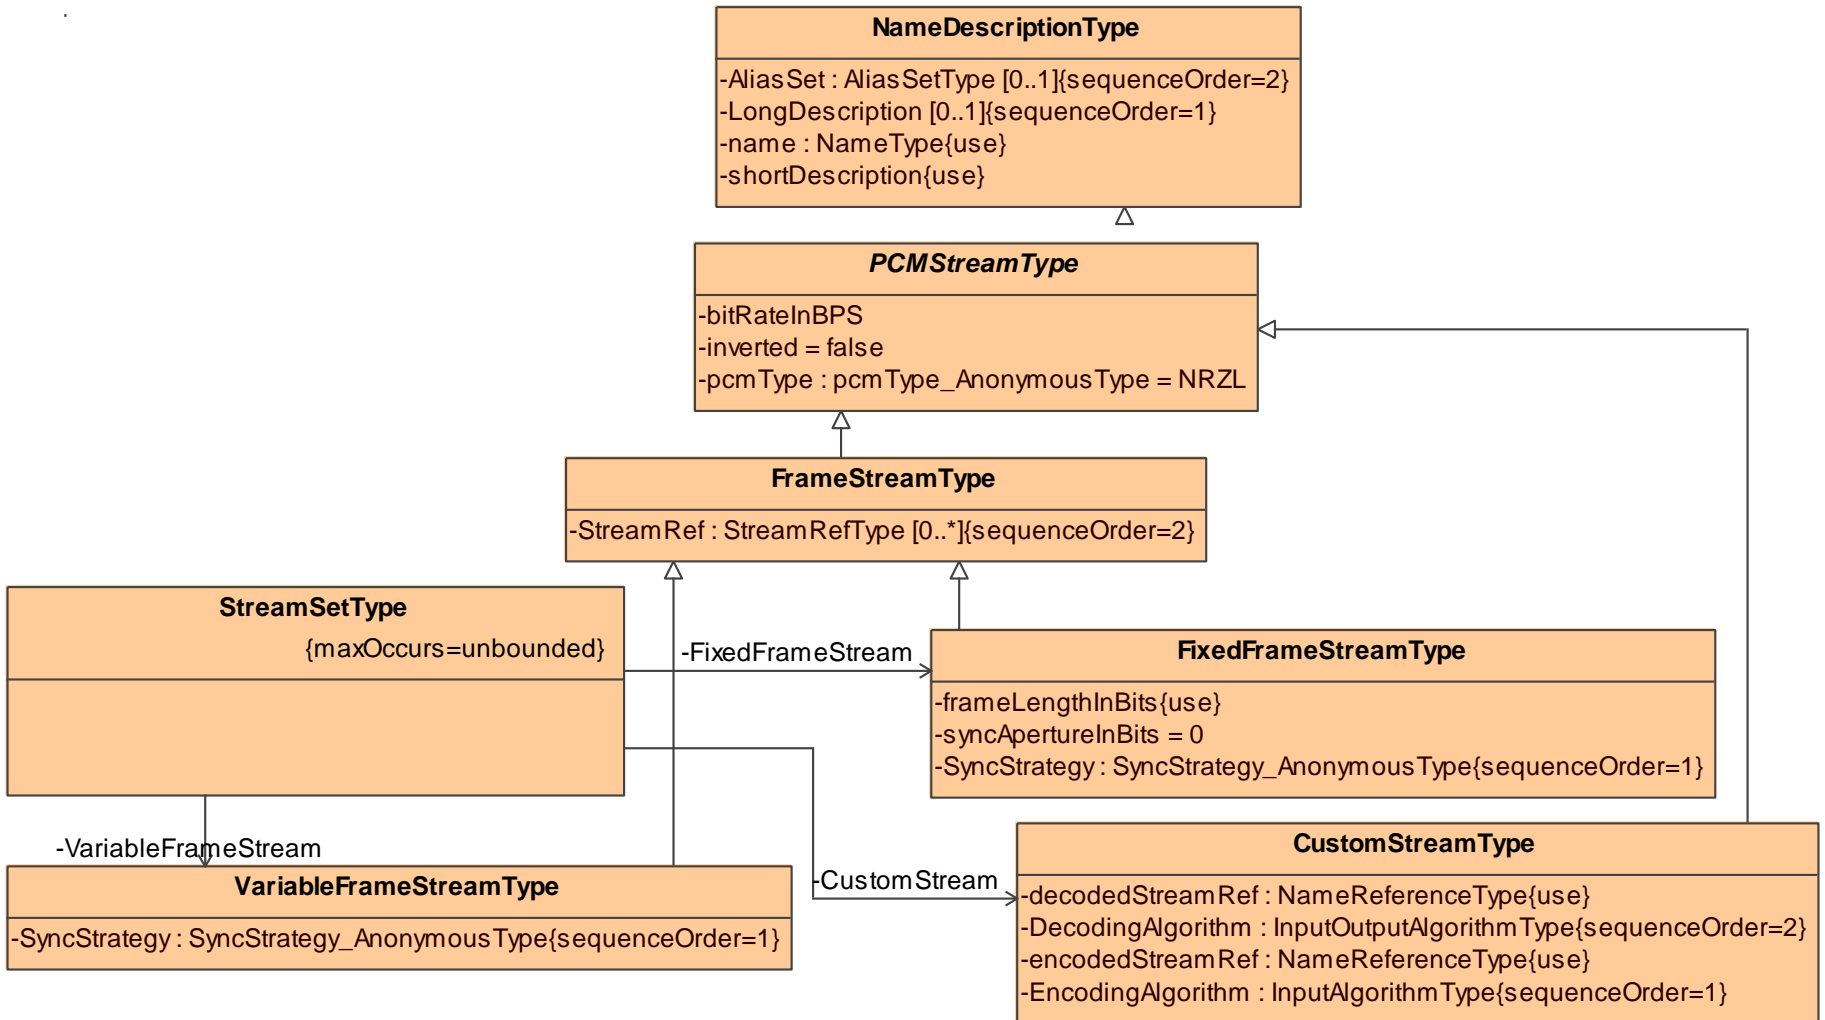 NameDescriptionType
-AliasSet : AliasSetType [0..1]{sequenceOrder=2}
-LongDescription [0..1]{sequenceOrder=1}
-name : NameType{use}
-shortDescription{use}
PCMStreamType
-bitRateInBPS
-inverted = false
-pcmType : pcmType_AnonymousType = NRZL
FrameStreamType
-StreamRef : StreamRefType [0..*]{sequenceOrder=2}
StreamSetType
{maxOccurs=unbounded}
-FixedFrameStream
FixedFrameStreamType
-frameLengthInBits{use}
-syncApertureInBits = 0
-SyncStrategy : SyncStrategy_AnonymousType{sequenceOrder=1}
-VariableFrameStream
VariableFrameStreamType
-SyncStrategy : SyncStrategy_AnonymousType{sequenceOrder=1}
-CustomStream
CustomStreamType
-decodedStreamRef : NameReferenceType{use}
-DecodingAlgorithm : InputOutputAlgorithmType{sequenceOrder=2}
-encodedStreamRef : NameReferenceType{use}
-EncodingAlgorithm : InputAlgorithmType{sequenceOrder=1}